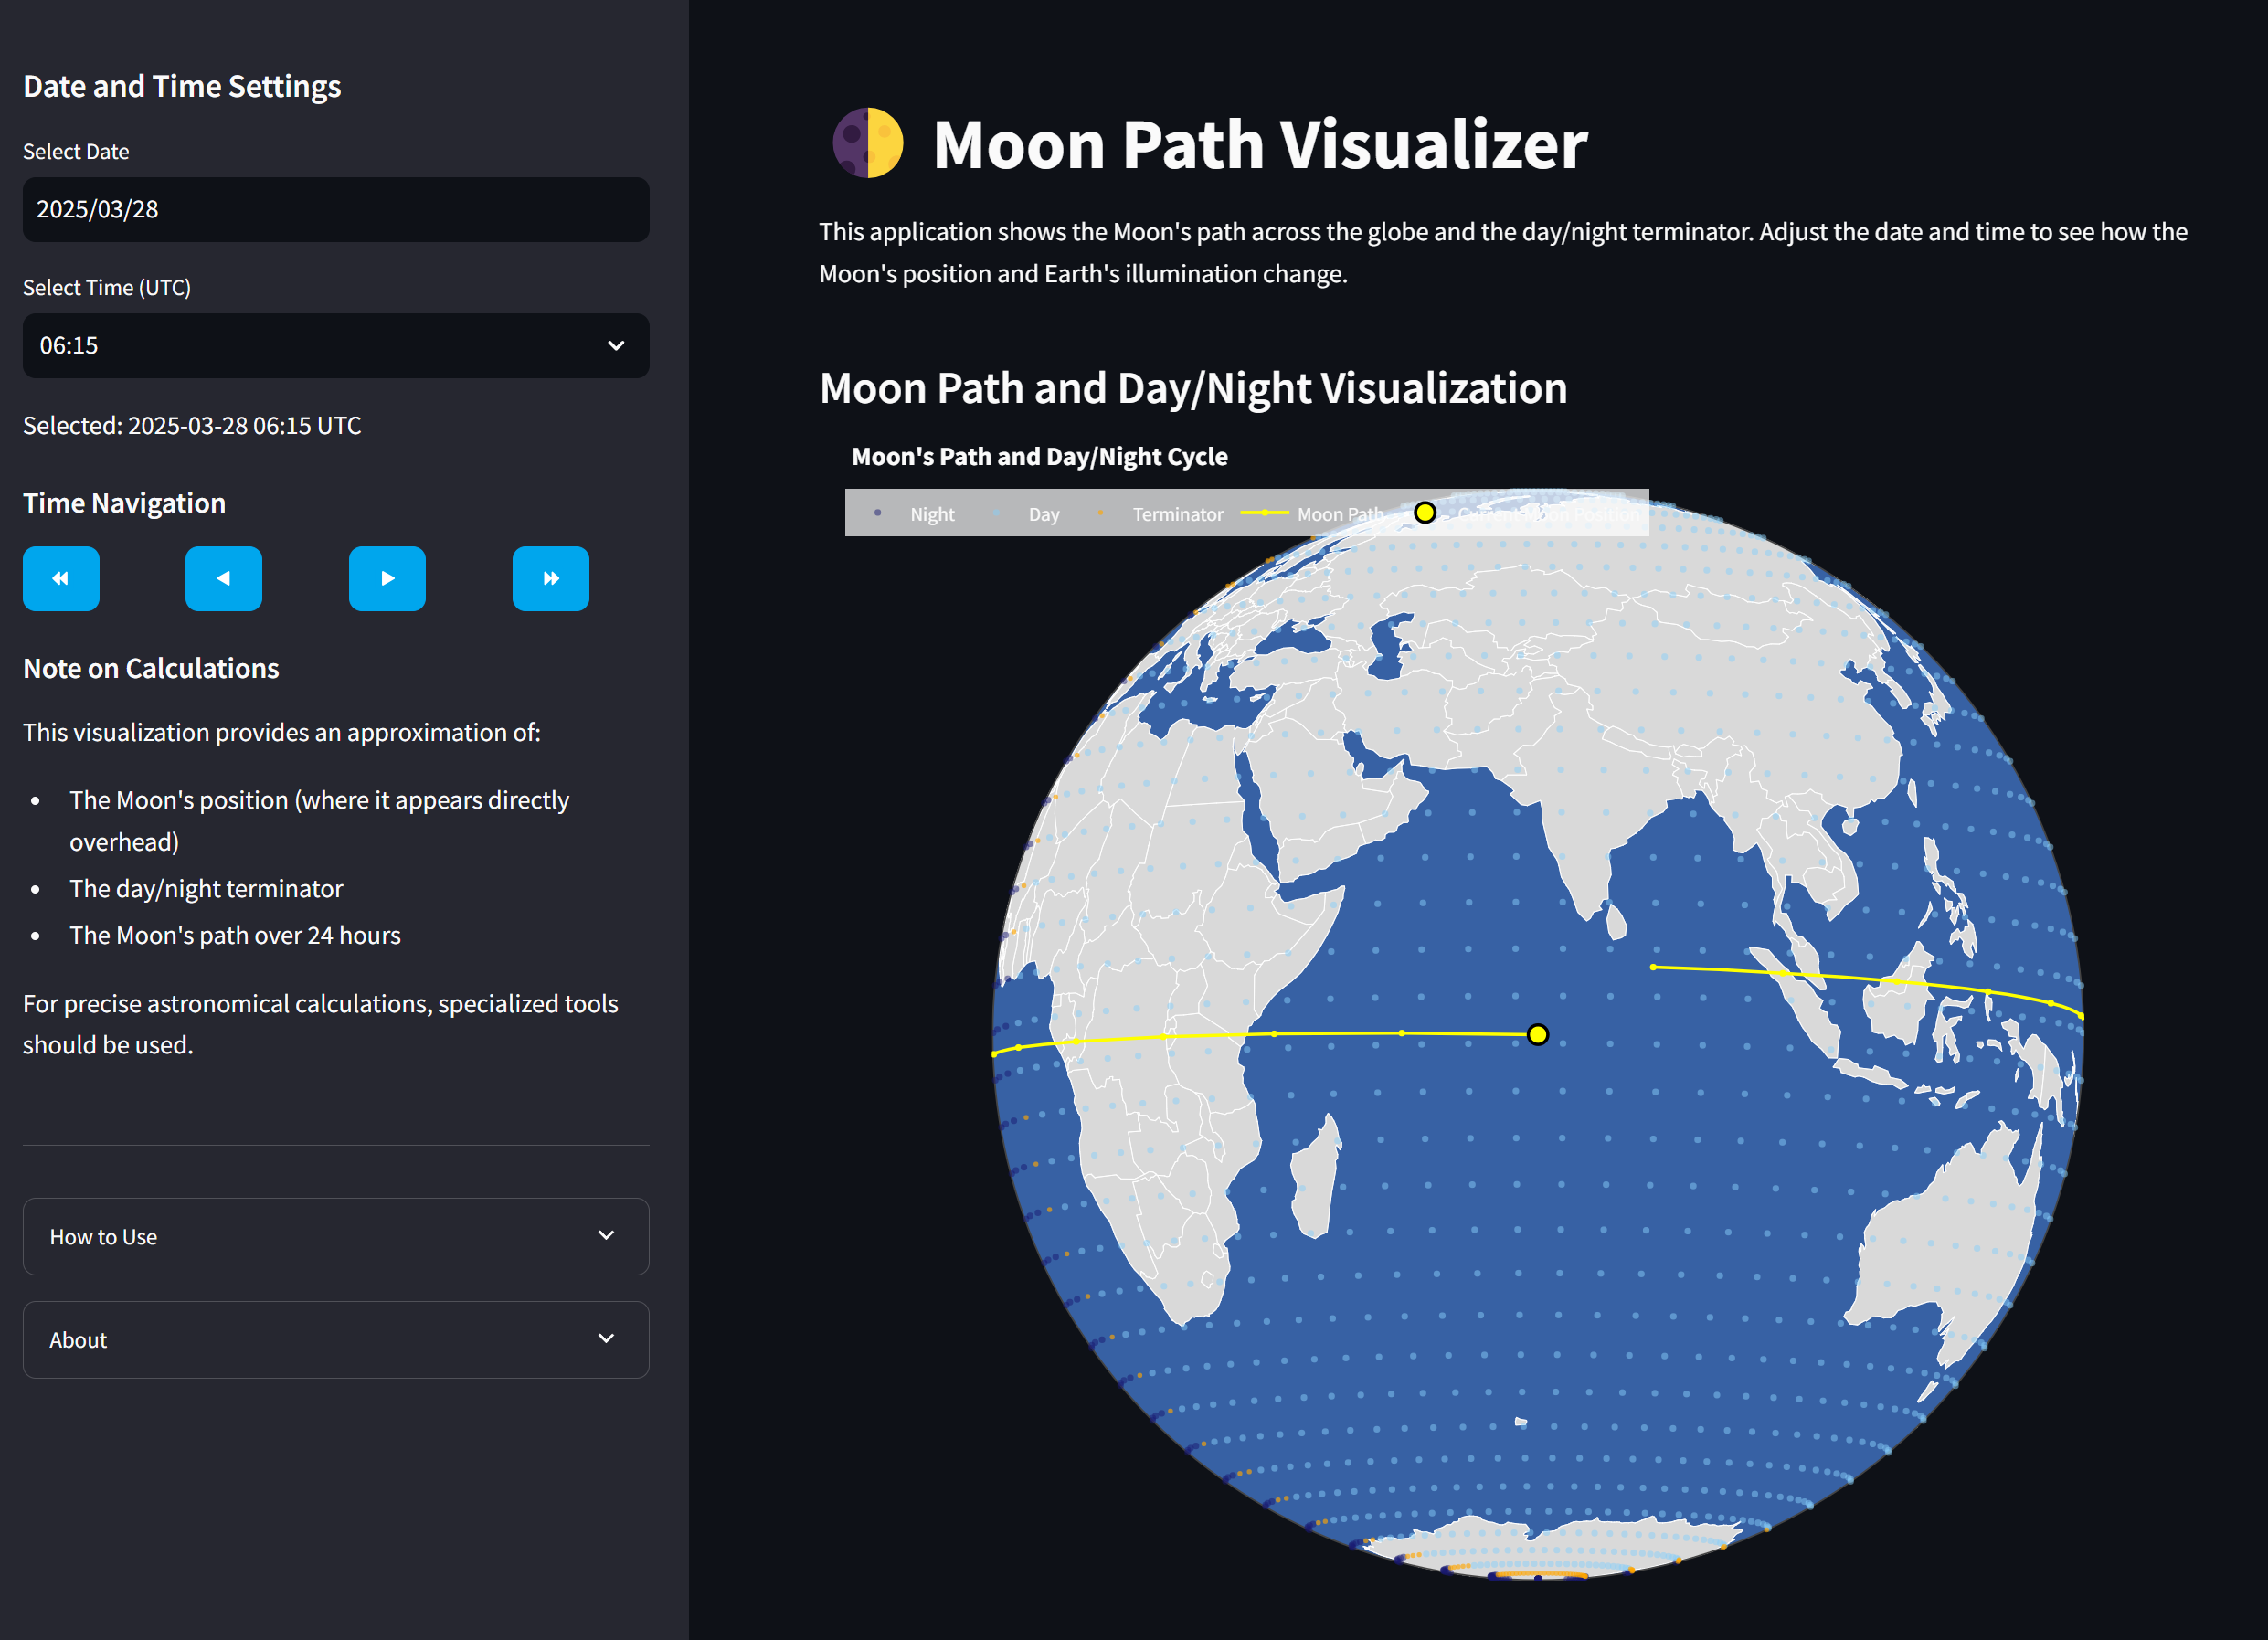 Date and Time Settings
Select Date
2025/03/28
Select Time (UTC)
06:15
Selected: 2025-03-28 06:15 UTC
Time Navigation
Note on Calculations
This visualization provides an approximation of:
The Moon's position (where it appears directly
overhead)
The day/night terminator
The Moon's path over 24 hours
For precise astronomical calculations, specialized tools
should be used.
How to Use
About
Moon Path Visualizer
This application shows the Moon's path across the globe and the day/night terminator. Adjust the date and time to see how the
Moon's position and Earth's illumination change.
Moon Path and Day/Night Visualization
Moon's Path and Day/Night Cycle
Night Day Terminator Moon Path Current Moon Position